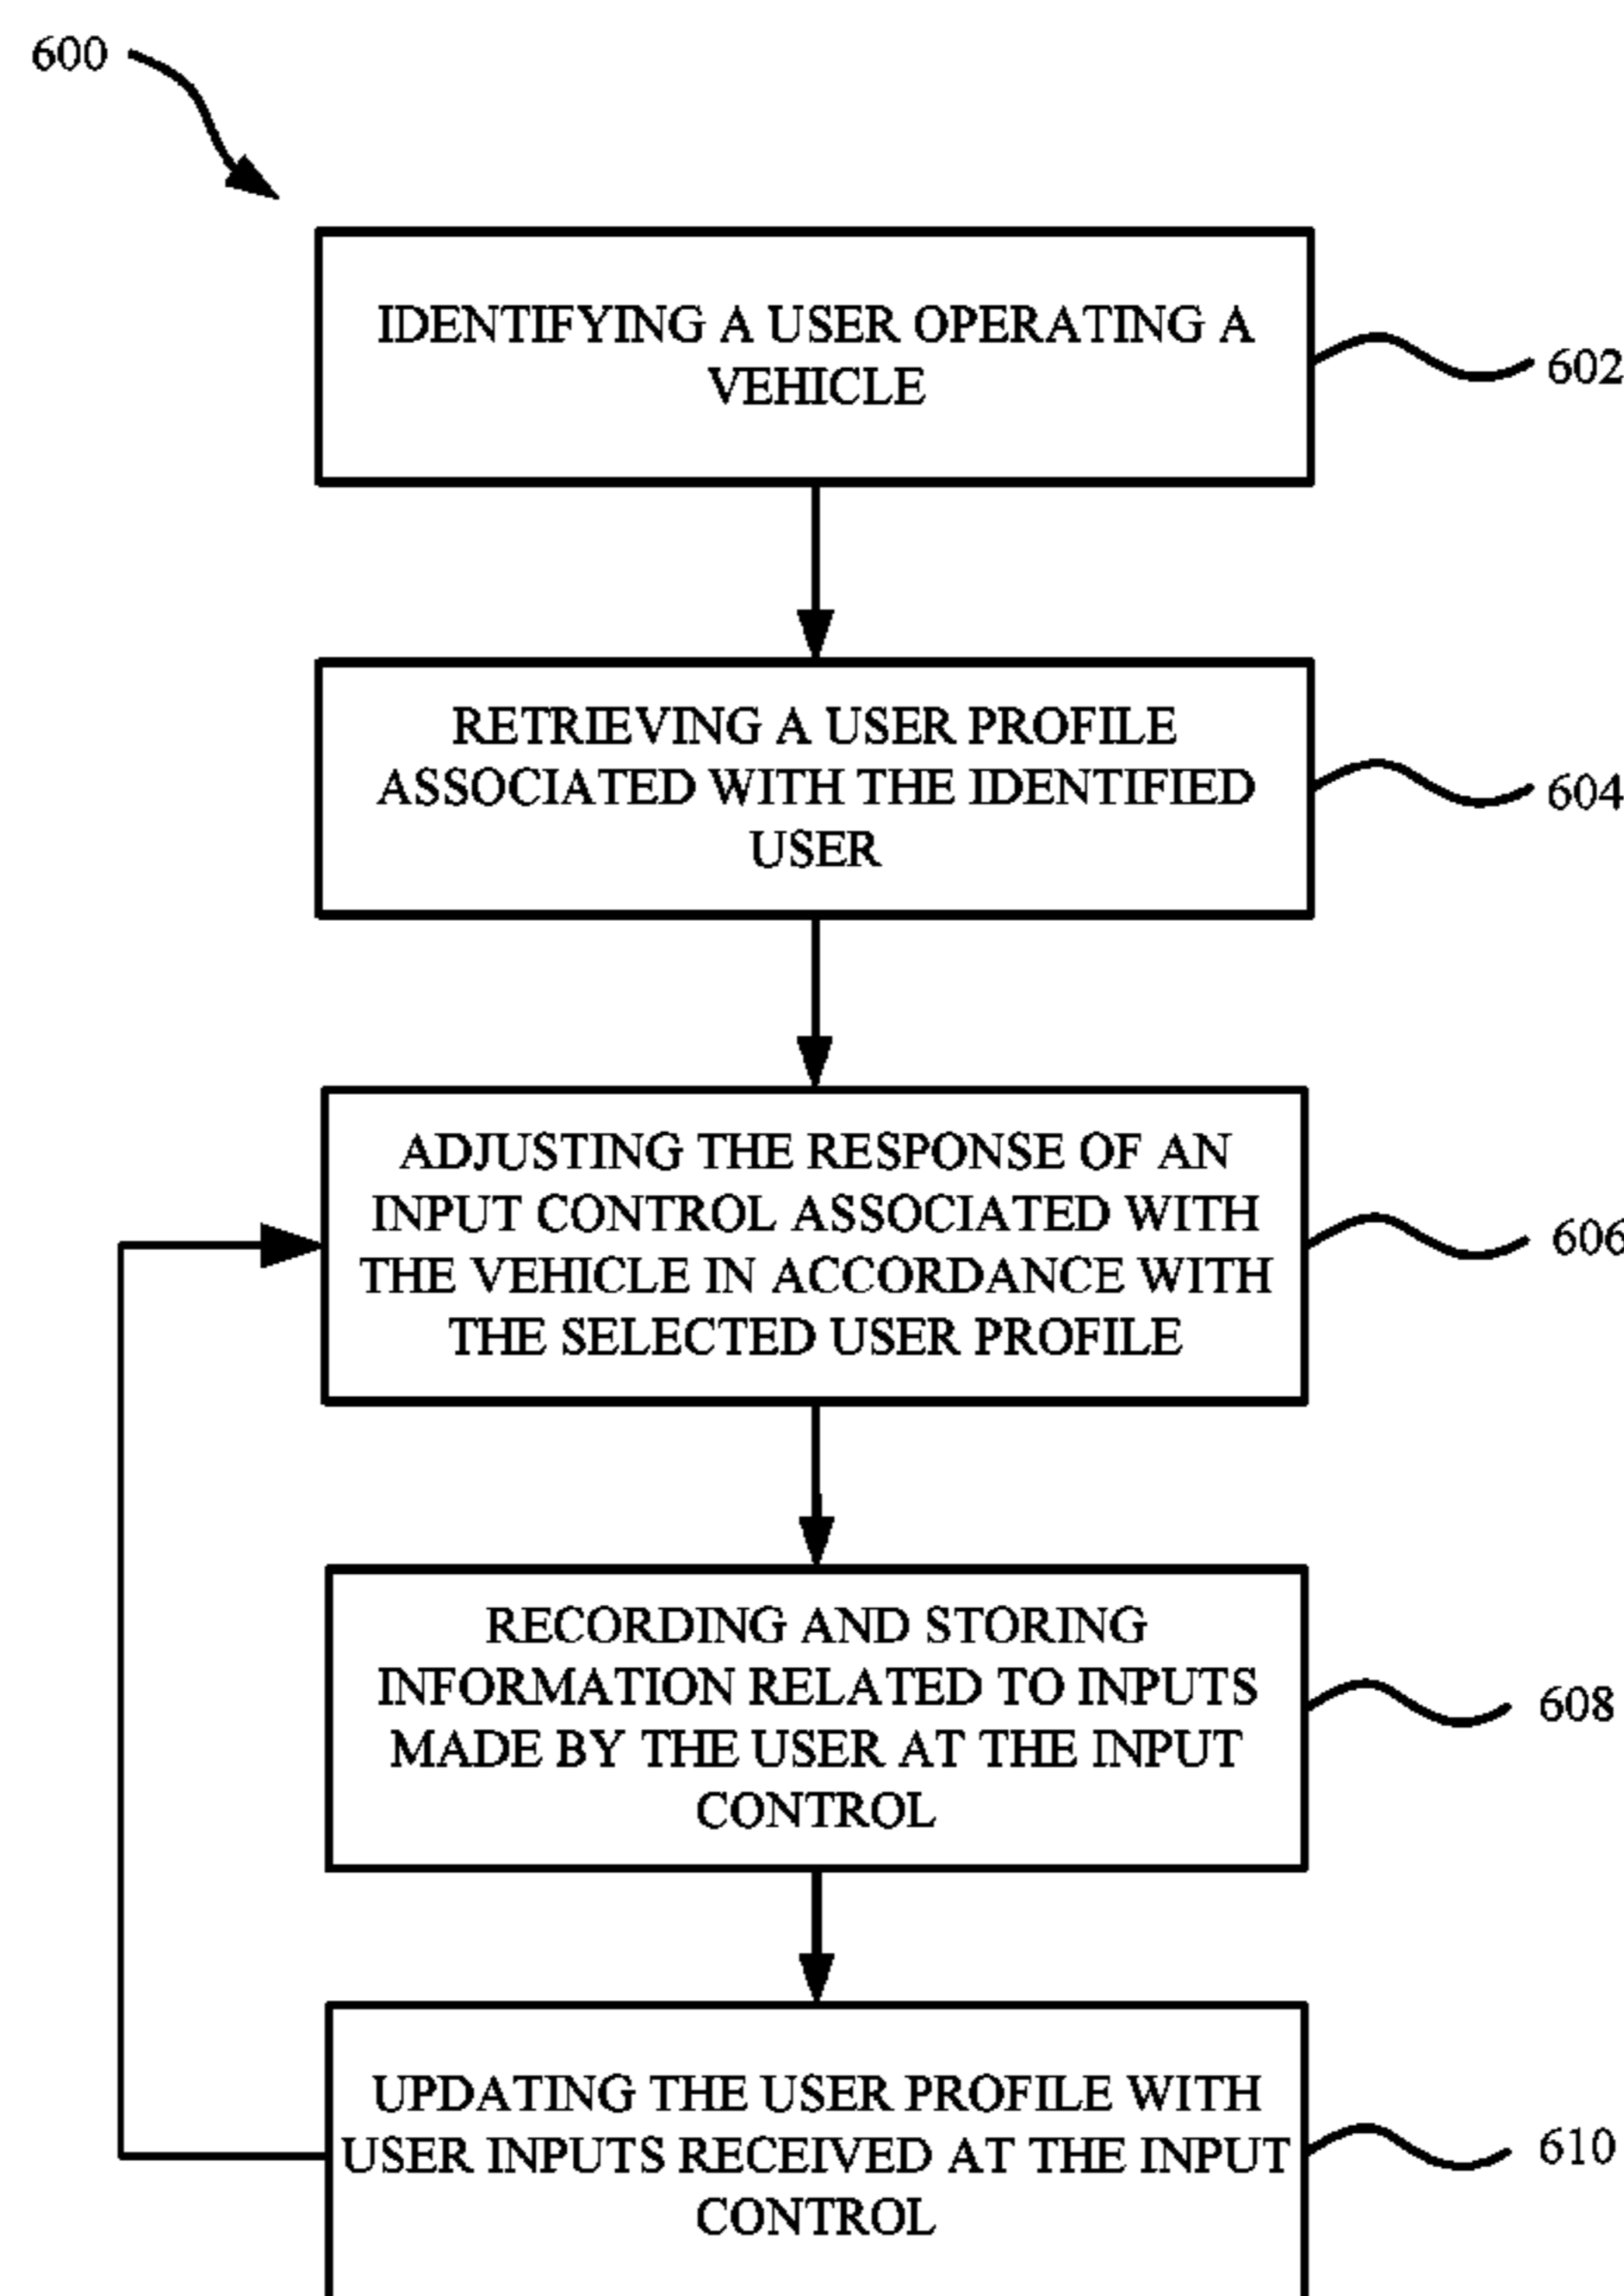 600
IDENTIFYING A USER OPERATING A
VEHICLE
602
RETRIEVING A USER PROFILE
ASSOCIATED WITH THE IDENTIFIED
USER
604
ADJUSTING THE RESPONSE OF AN
INPUT CONTROL ASSOCIATED WITH
THE VEHICLE IN ACCORDANCE WITH
THE SELECTED USER PROFILE
606
RECORDING AND STORING
INFORMATION RELATED TO INPUTS
MADE BY THE USER AT THE INPUT
CONTROL
608
UPDATING THE USER PROFILE WITH
USER INPUTS RECEIVED AT THE INPUT
CONTROL
610